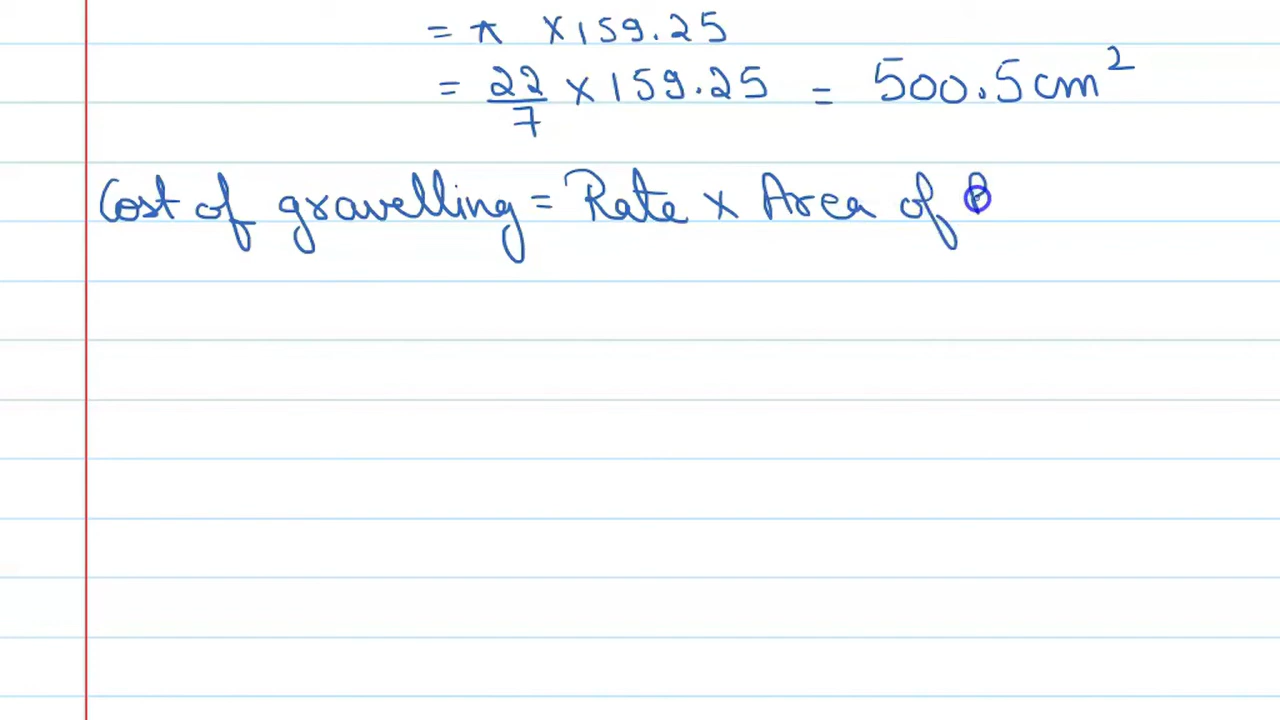 = π × 159.25
= 22/7 × 159.25 = 500.5 cm²
Cost of gravelling = Rate × Area of